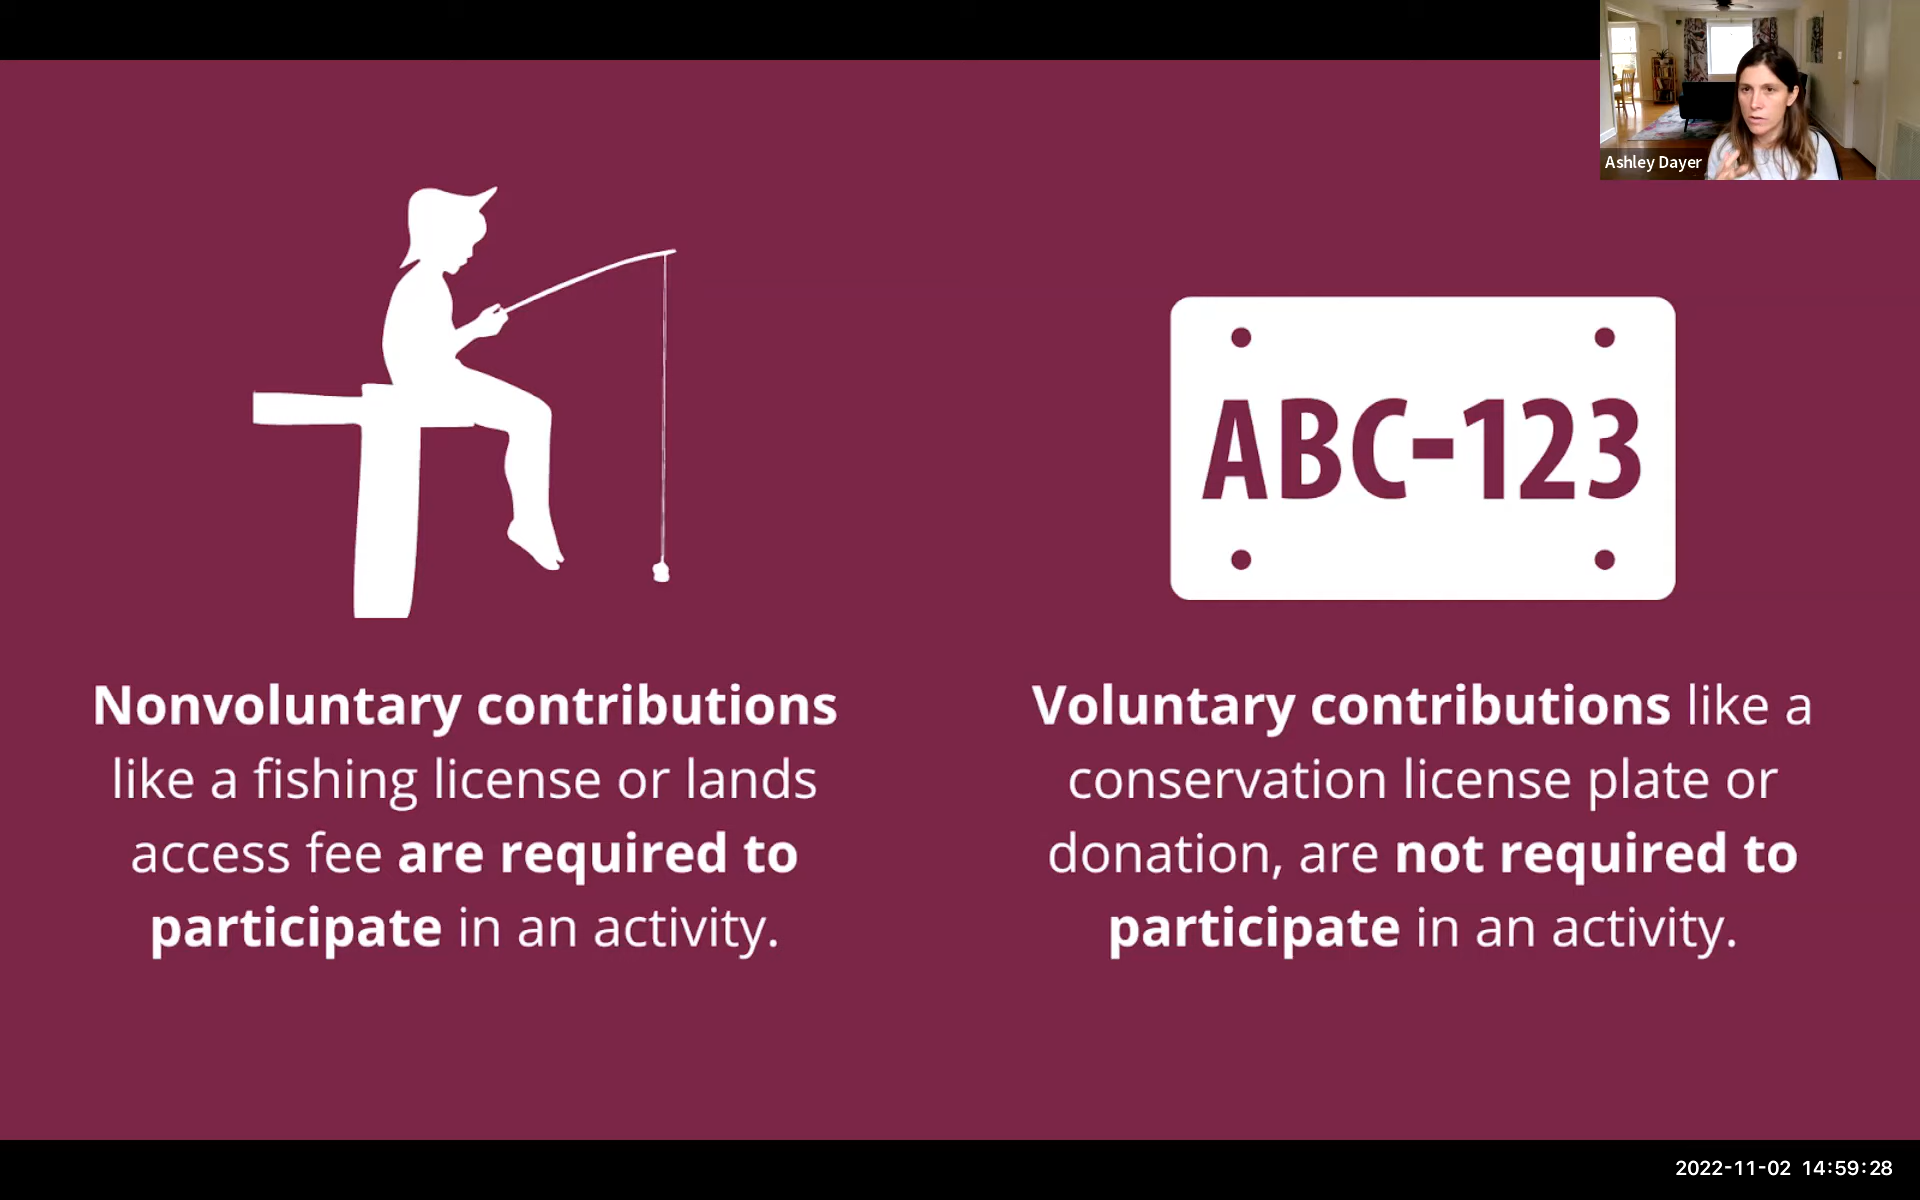 Ashley Dayer
ABC-123
Nonvoluntary contributions
like a fishing license or lands
access fee are required to
participate in an activity.
Voluntary contributions like a
conservation license plate or
donation, are not required to
participate in an activity.
2022-11-02 14:59:28